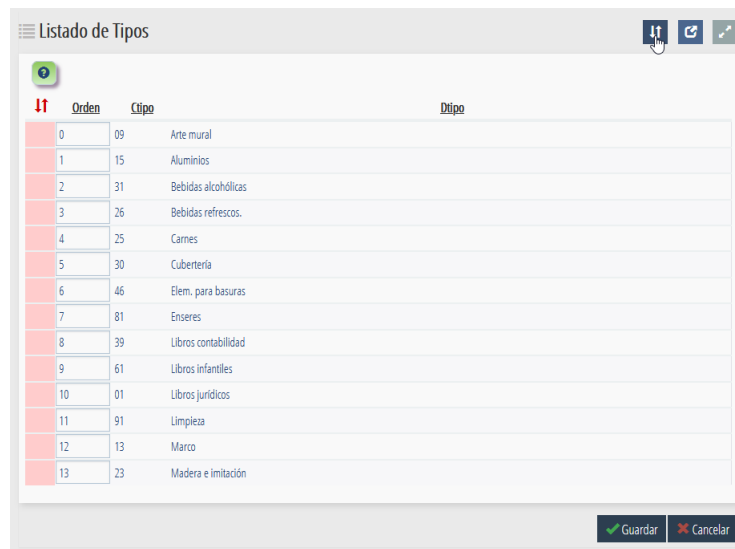 Listado de Tipos
Orden Ctipo Dtipo
0 09 Arte mural
1 15 Aluminios
2 31 Bebidas alcohólicas
3 26 Bebidas refrescos.
4 25 Carnes
5 30 Cubertería
6 46 Elem. para basuras
7 81 Enseres
8 39 Libros contabilidad
9 61 Libros infantiles
10 01 Libros jurídicos
11 91 Limpieza
12 13 Marco
13 23 Madera e imitación
Guardar Cancelar